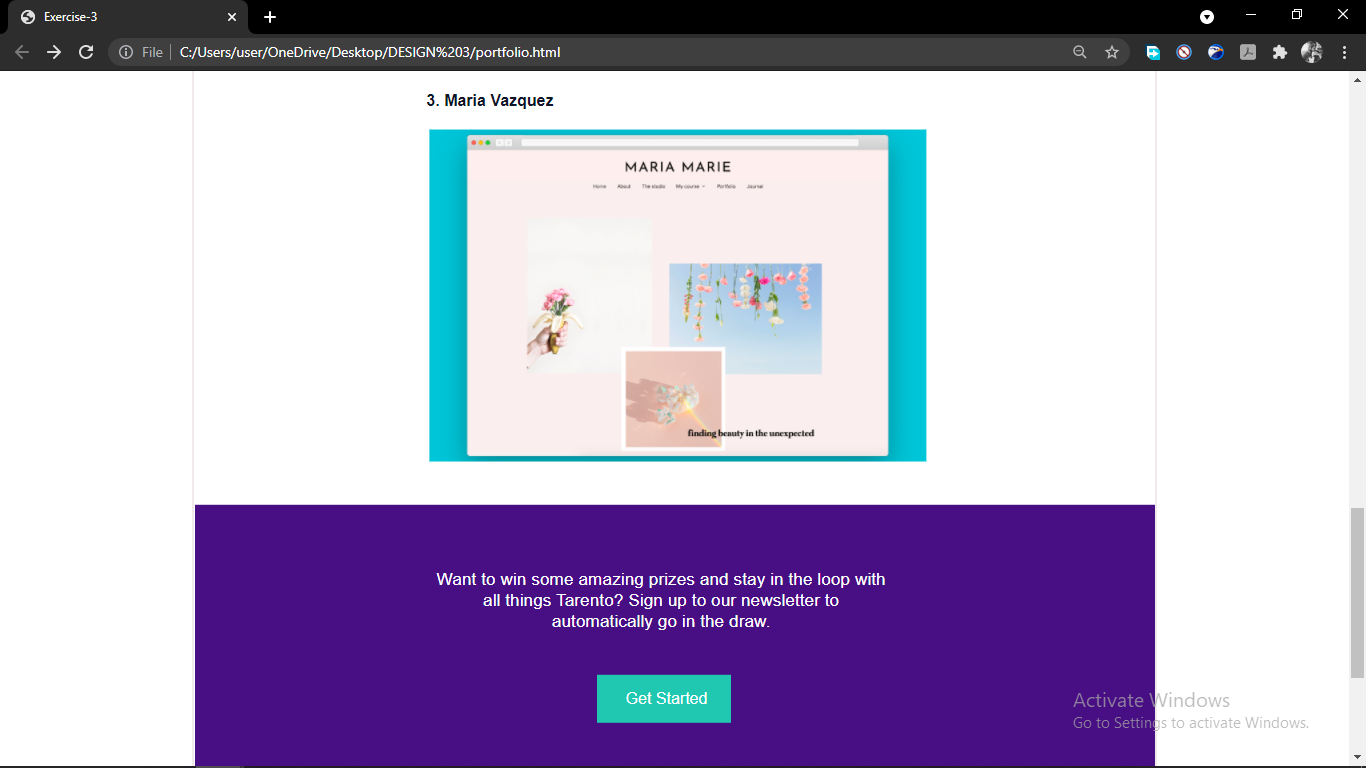 Exercise-3
File
C:/Users/user/OneDrive/Desktop/DESIGN%203/portfolio.html
3. Maria Vazquez
MARIA MARIE
Home About The studio My course Portfolio Journal
finding beauty in the unexpected
Want to win some amazing prizes and stay in the loop with
all things Tarento? Sign up to our newsletter to
automatically go in the draw.
Get Started
Activate Windows
Go to Settings to activate Windows.